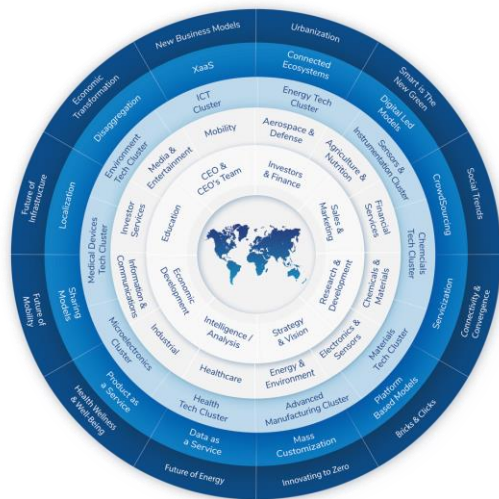 New Business Models
Urbanization
Smart is The
New Green
Social Trends
Connectivity &
Convergence
Bricks & Clicks
Innovating to Zero
Future of Energy
Health Wellness
& Well-Being
Future of
Mobility
Future of
Infrastructure
Economic
Transformation
XaaS
Connected
Ecosystems
Digital Led
Models
CrowdSourcing
Servicization
Platform
Based Models
Mass
Customization
Data as
a Service
Product as
a Service
Sharing
Models
Localization
Disaggregation
ICT
Cluster
Energy Tech
Cluster
Sensors &
Instrumentation Cluster
Chemcials
Tech Cluster
Materials
Tech Cluster
Advanced
Manufacturing Cluster
Health
Tech Cluster
Microelectronics
Cluster
Medical Devices
Tech Cluster
Environment
Tech Cluster
Mobility
Aerospace &
Defense
Agriculture &
Nutrition
Financial
Services
Chemicals &
Materials
Electronics &
Sensors
Energy &
Environment
Healthcare
Industrial
Information &
Communications
Investor
Services
Media &
Entertainment
CEO &
CEO's Team
Investors
& Finance
Sales &
Marketing
Research &
Development
Strategy
& Vision
Intelligence /
Analysis
Economic
Development
Education